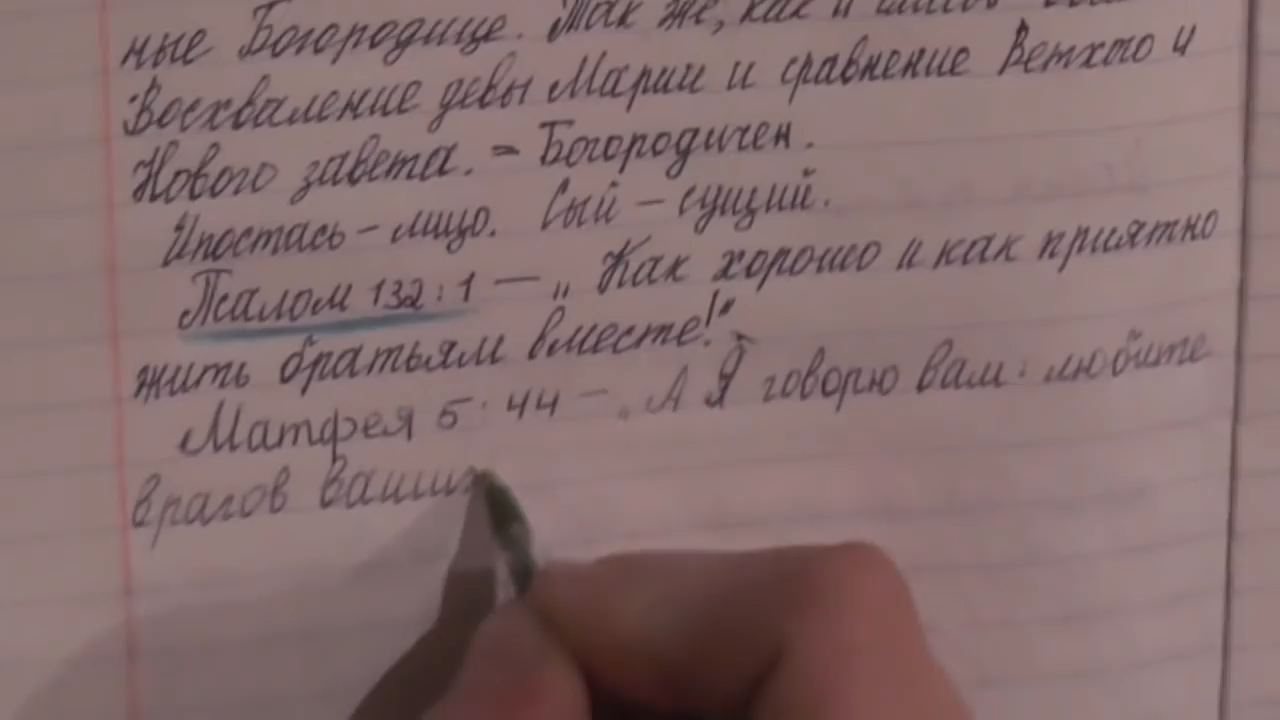 ные Богородице. Так же, как и
Восхваление девы Марии и сравнение Ветхого и
Нового завета. = Богородичен.
Ипостась - лицо. Сый - сущий.
Псалом 132:1 — „ Как хорошо и как приятно
жить братьям вместе!"
Матфея 5:44 - „А Я говорю вам: любите
врагов ваших